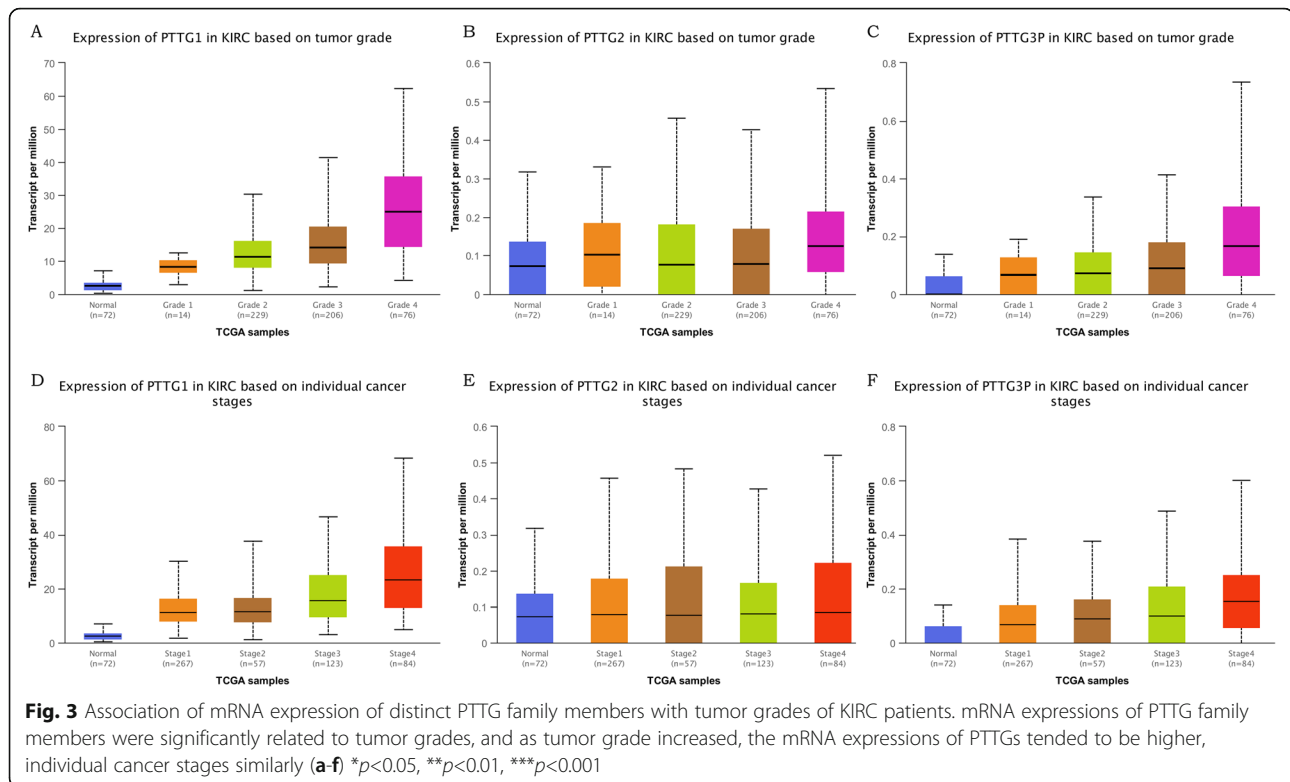 A
Expression of PTTG1 in KIRC based on tumor grade
Transcript per million
70
60
50
40
30
20
10
0
Normal
(n=72)
Grade 1
(n=14)
Grade 2
(n=229)
Grade 3
(n=206)
Grade 4
(n=76)
TCGA samples
B
Expression of PTTG2 in KIRC based on tumor grade
Transcript per million
0.6
0.5
0.4
0.3
0.2
0.1
0
Normal
(n=72)
Grade 1
(n=14)
Grade 2
(n=229)
Grade 3
(n=206)
Grade 4
(n=76)
TCGA samples
C
Expression of PTTG3P in KIRC based on tumor grade
Transcript per million
0.8
0.6
0.4
0.2
0
Normal
(n=72)
Grade 1
(n=14)
Grade 2
(n=229)
Grade 3
(n=206)
Grade 4
(n=76)
TCGA samples
D
Expression of PTTG1 in KIRC based on individual cancer
stages
Transcript per million
80
60
40
20
0
Normal
(n=72)
Stage1
(n=267)
Stage2
(n=57)
Stage3
(n=123)
Stage4
(n=84)
TCGA samples
E
Expression of PTTG2 in KIRC based on individual cancer
stages
Transcript per million
0.6
0.5
0.4
0.3
0.2
0.1
0
Normal
(n=72)
Stage1
(n=267)
Stage2
(n=57)
Stage3
(n=123)
Stage4
(n=84)
TCGA samples
F
Expression of PTTG3P in KIRC based on individual cancer
stages
Transcript per million
0.8
0.6
0.4
0.2
0
Normal
(n=72)
Stage1
(n=267)
Stage2
(n=57)
Stage3
(n=123)
Stage4
(n=84)
TCGA samples
Fig. 3 Association of mRNA expression of distinct PTTG family members with tumor grades of KIRC patients. mRNA expressions of PTTG family
members were significantly related to tumor grades, and as tumor grade increased, the mRNA expressions of PTTGs tended to be higher,
individual cancer stages similarly (a-f) *p<0.05, **p<0.01, ***p<0.001